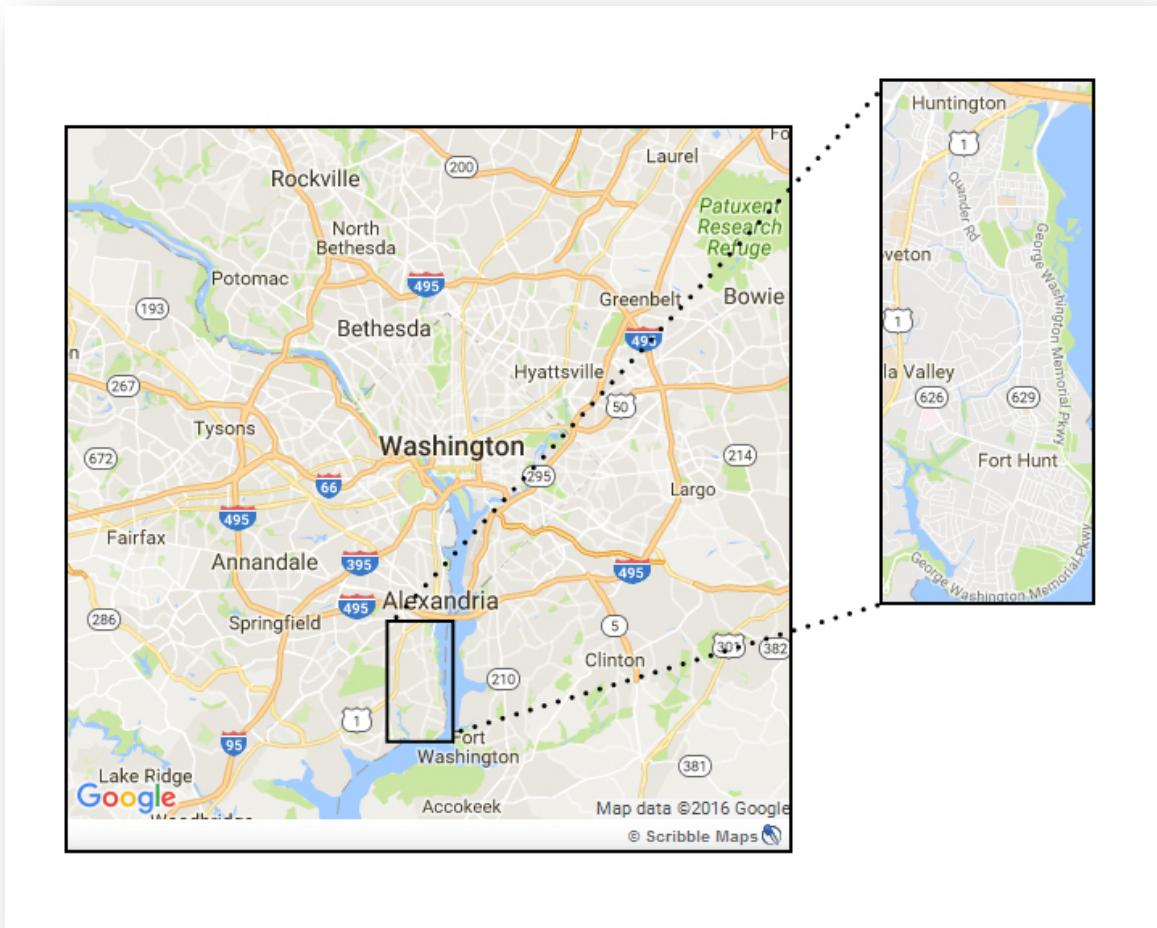 Laurel
200
Rockville
Patuxent
Research
Refuge
North
Bethesda
Potomac
495
Greenbelt
Bowie
193
Bethesda
495
267
Hyattsville
50
Tysons
Washington
672
214
295
66
Largo
495
Fairfax
Annandale
395
495
Alexandria
495
286
Springfield
5
301
382
Clinton
210
1
95
Fort
Washington
381
Lake Ridge
Google
Accokeek
Map data ©2016 Google
Woodbridge
© Scribble Maps
Huntington
1
Quander Rd
George Washington Memorial Pkwy
veton
1
la Valley
626
629
Fort Hunt
George Washington Memorial Pkwy